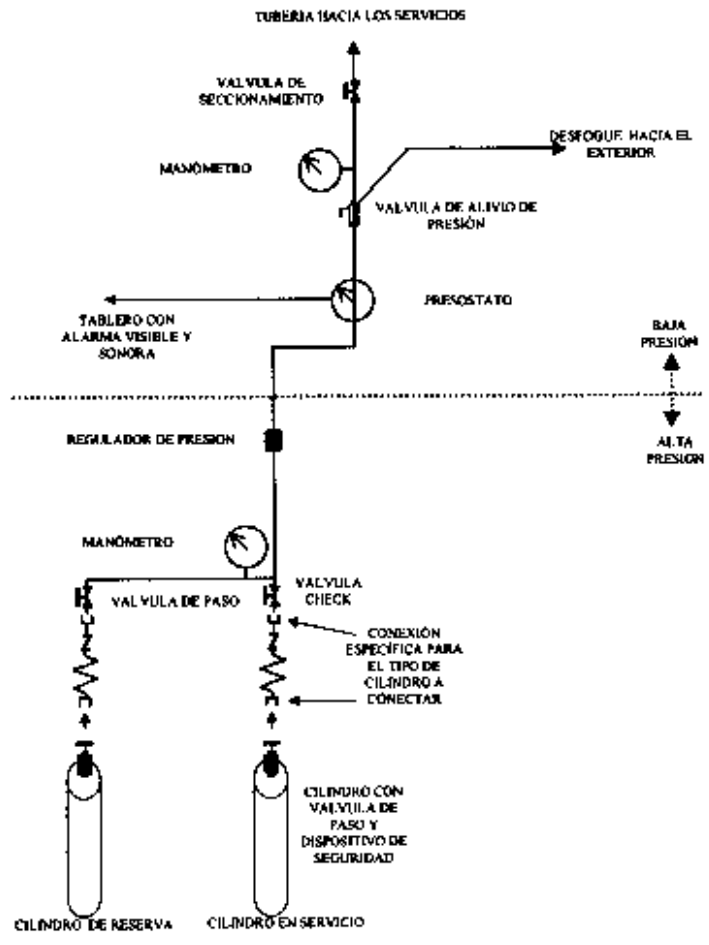 TUBERIA HACIA LOS SERVICIOS
VALVULA DE
SECCIONAMIENTO
DESFOGUE HACIA EL
EXTERIOR
MANÓMETRO
VALVULA DE ALIVIO DE
PRESIÓN
PRESOSTATO
TABLERO CON
ALARMA VISIBLE Y
SONORA
BAJA
PRESIÓN
REGULADOR DE PRESION
ALTA
PRESION
MANÓMETRO
VALVULA DE PASO
VALVULA
CHECK
CONEXIÓN
ESPECÍFICA PARA
EL TIPO DE
CILINDRO A
CONECTAR
CILINDRO CON
VALVULA DE
PASO Y
DISPOSITIVO DE
SEGURIDAD
CILINDRO DE RESERVA
CILINDRO EN SERVICIO